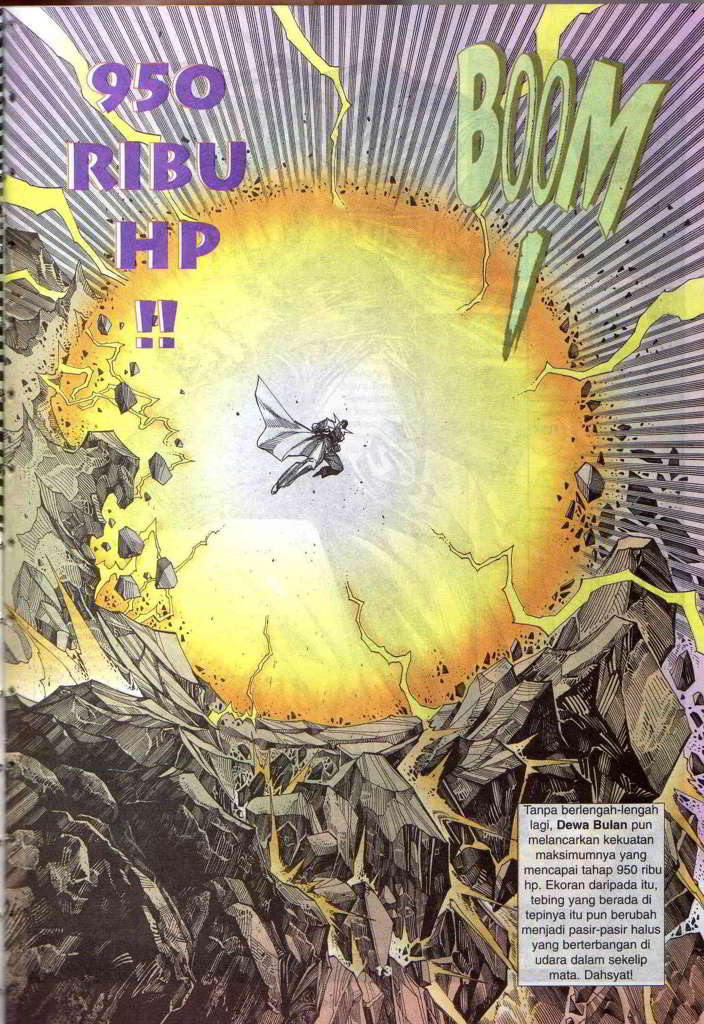 950
RIBU
HP
!!
BOOM
!
Tanpa berlengah-lengah
lagi, Dewa Bulan pun
melancarkan kekuatan
maksimumnya yang
mencapai tahap 950 ribu
hp. Ekoran daripada itu,
tebing yang berada di
tepinya itu pun berubah
menjadi pasir-pasir halus
yang berterbangan di
udara dalam sekelip
mata. Dahsyat!
13